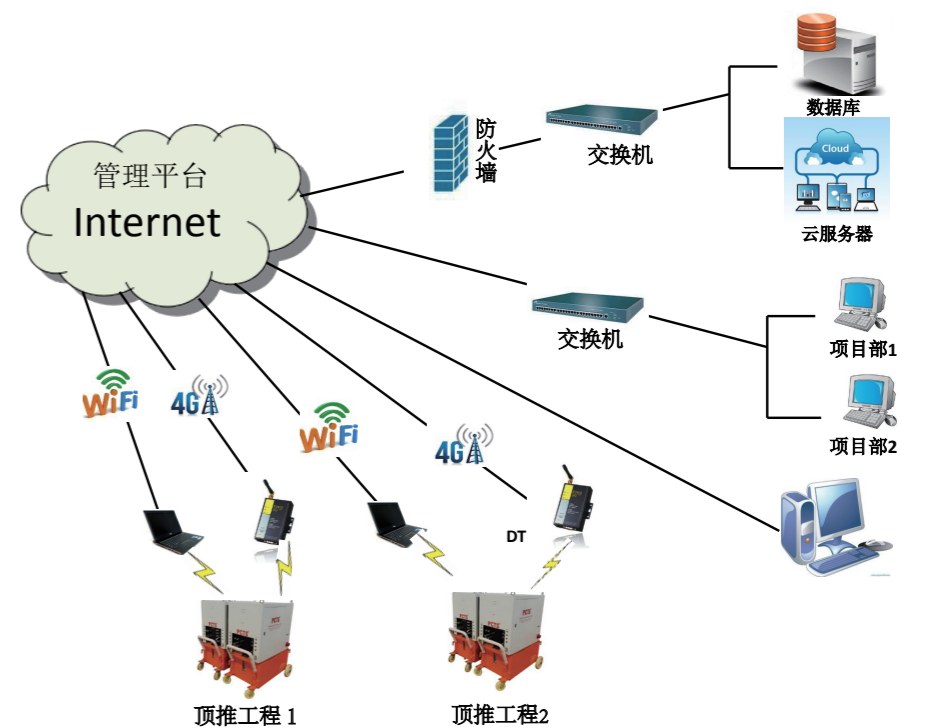 数据库
防火墙
交换机
Cloud
管理平台
Internet
云服务器
交换机
项目部1
WiFi
4G
WiFi
4G
项目部2
DT
顶推工程 1
顶推工程2